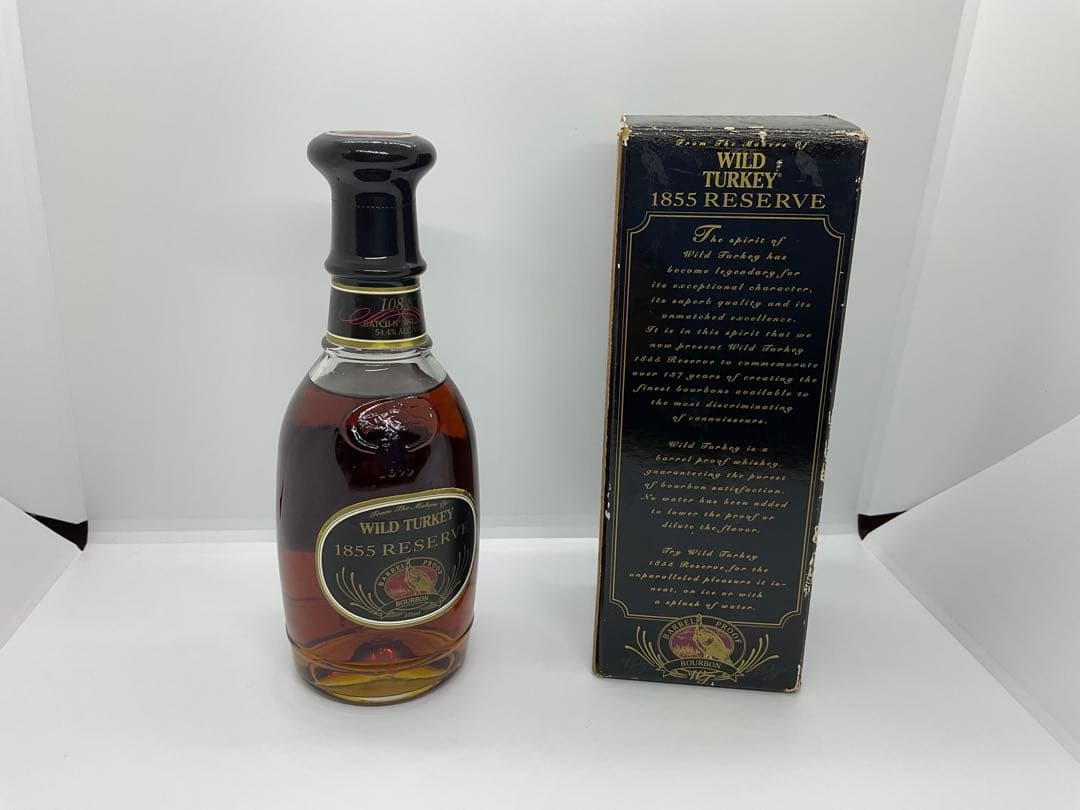 108.8
BATCH Nº
54.4% ALC
1855
From The Makers Of
WILD TURKEY
1855 RESERVE
BARREL PROOF
BOURBON
375ml
From The Makers Of
WILD
TURKEY®
1855 RESERVE
The spirit of
Wild Turkey has
become legendary for
its exceptional character,
its superb quality and its
unmatched excellence.
It is in this spirit that we
now present Wild Turkey
1855 Reserve to commemorate
over 137 years of creating the
finest bourbons available to
the most discriminating
of connoisseurs.
Wild Turkey is a
barrel proof whiskey
guaranteeing the purest
of bourbon satisfaction.
No water has been added
to lower the proof or
dilute the flavor.
Try Wild Turkey
1855 Reserve for the
unparalleled pleasure it is-
neat, on ice or with
a splash of water.
BARREL PROOF
BOURBON
WT